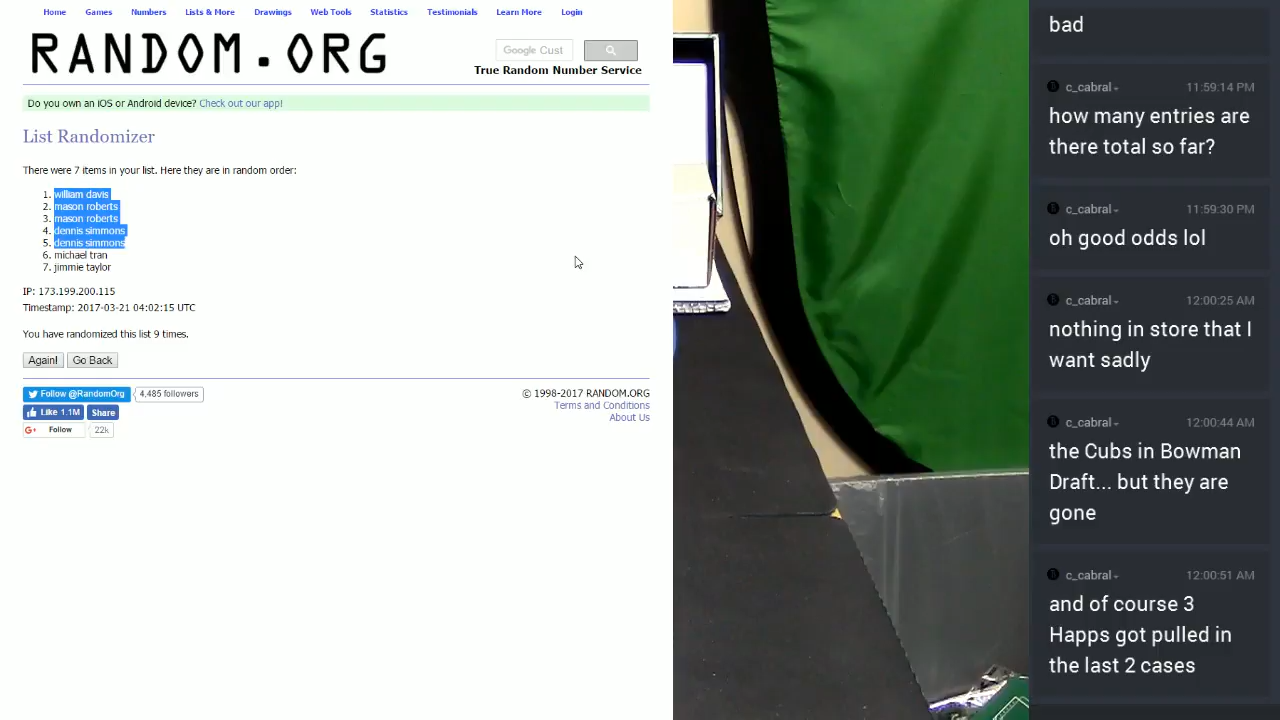 Home Games Numbers Lists & More Drawings Web Tools Statistics Testimonials Learn More Login
RANDOM.ORG
Google Cust
True Random Number Service
Do you own an iOS or Android device? Check out our app!
List Randomizer
There were 7 items in your list. Here they are in random order:
1. william davis
2. mason roberts
3. mason roberts
4. dennis simmons
5. dennis simmons
6. michael tran
7. jimmie taylor
IP: 173.199.200.115
Timestamp: 2017-03-21 04:02:15 UTC
You have randomized this list 9 times.
Again! Go Back
Follow @RandomOrg 4,485 followers
Like 1.1M Share
G+ Follow 22k
© 1998-2017 RANDOM.ORG
Terms and Conditions
About Us
bad
c_cabral 11:59:14 PM
how many entries are
there total so far?
c_cabral 11:59:30 PM
oh good odds lol
c_cabral 12:00:25 AM
nothing in store that I
want sadly
c_cabral 12:00:44 AM
the Cubs in Bowman
Draft... but they are
gone
c_cabral 12:00:51 AM
and of course 3
Happs got pulled in
the last 2 cases